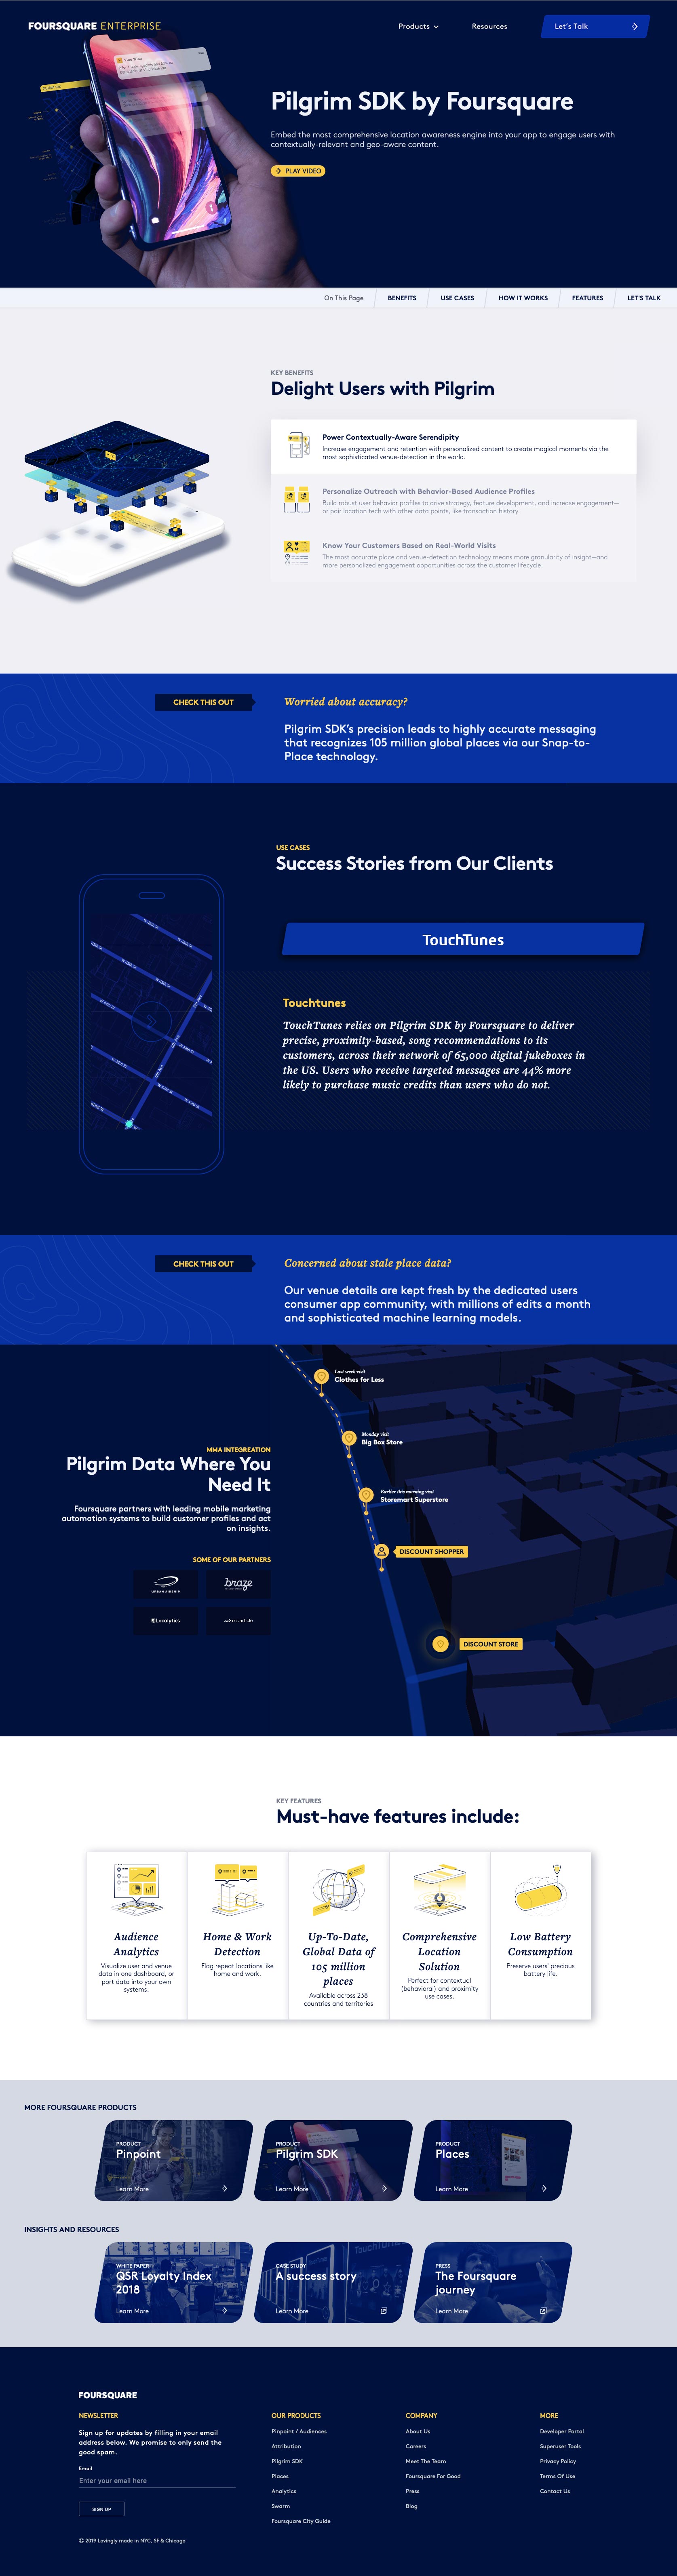 FOURSQUARE ENTERPRISE
Products
Resources
Let's Talk
Pilgrim SDK by Foursquare
Embed the most comprehensive location awareness engine into your app to engage users with
contextually-relevant and geo-aware content.
PLAY VIDEO
On This Page
BENEFITS
USE CASES
HOW IT WORKS
FEATURES
LET'S TALK
KEY BENEFITS
Delight Users with Pilgrim
Power Contextually-Aware Serendipity
Increase engagement and retention with personalized content to create magical moments via the
most sophisticated venue-detection in the world.
Personalize Outreach with Behavior-Based Audience Profiles
Build robust user behavior profiles to drive strategy, feature development, and increase engagement—
or pair location tech with other data points, like transaction history.
Know Your Customers Based on Real-World Visits
The most accurate place and venue-detection technology means more granularity of insight—and
more personalized engagement opportunities across the customer lifecycle.
CHECK THIS OUT
Worried about accuracy?
Pilgrim SDK's precision leads to highly accurate messaging
that recognizes 105 million global places via our Snap-to-
Place technology.
USE CASES
Success Stories from Our Clients
TouchTunes
Touchtunes
TouchTunes relies on Pilgrim SDK by Foursquare to deliver
precise, proximity-based, song recommendations to its
customers, across their network of 65,000 digital jukeboxes in
the US. Users who receive targeted messages are 44% more
likely to purchase music credits than users who do not.
CHECK THIS OUT
Concerned about stale place data?
Our venue details are kept fresh by the dedicated users
consumer app community, with millions of edits a month
and sophisticated machine learning models.
Last week visit
Clothes for Less
Monday visit
Big Box Store
Earlier this morning visit
Storemart Superstore
DISCOUNT SHOPPER
DISCOUNT STORE
MMA INTEGRATION
Pilgrim Data Where You
Need It
Foursquare partners with leading mobile marketing
automation systems to build customer profiles and act
on insights.
SOME OF OUR PARTNERS
URBAN AIRSHIP
braze
Localytics
mparticle
KEY FEATURES
Must-have features include:
Audience
Analytics
Visualize user and venue
data in one dashboard, or
port data into your own
systems.
Home & Work
Detection
Flag repeat locations like
home and work.
Up-To-Date,
Global Data of
105 million
places
Available across 238
countries and territories
Comprehensive
Location
Solution
Perfect for contextual
(behavioral) and proximity
use cases.
Low Battery
Consumption
Preserve users' precious
battery life.
MORE FOURSQUARE PRODUCTS
PRODUCT
Pinpoint
Learn More
PRODUCT
Pilgrim SDK
Learn More
PRODUCT
Places
Learn More
INSIGHTS AND RESOURCES
WHITE PAPER
QSR Loyalty Index
2018
Learn More
CASE STUDY
A success story
Learn More
PRESS
The Foursquare
journey
Learn More
FOURSQUARE
NEWSLETTER
Sign up for updates by filling in your email
address below. We promise to only send the
good spam.
Email
Enter your email here
SIGN UP
© 2019 Lovingly made in NYC, SF & Chicago
OUR PRODUCTS
Pinpoint / Audiences
Attribution
Pilgrim SDK
Places
Analytics
Swarm
Foursquare City Guide
COMPANY
About Us
Careers
Meet The Team
Foursquare For Good
Press
Blog
MORE
Developer Portal
Superuser Tools
Privacy Policy
Terms Of Use
Contact Us